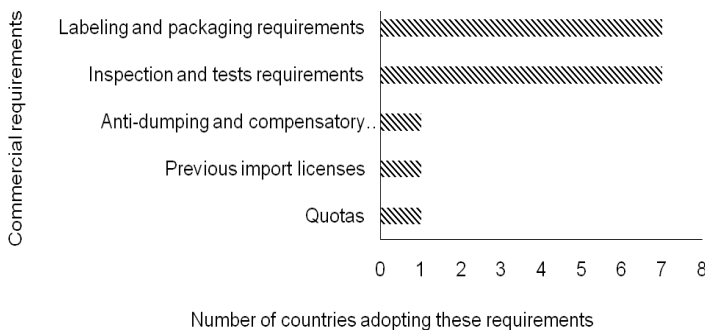 Commercial requirements
Labeling and packaging requirements
Inspection and tests requirements
Anti-dumping and compensatory..
Previous import licenses
Quotas
0 1 2 3 4 5 6 7 8
Number of countries adopting these requirements